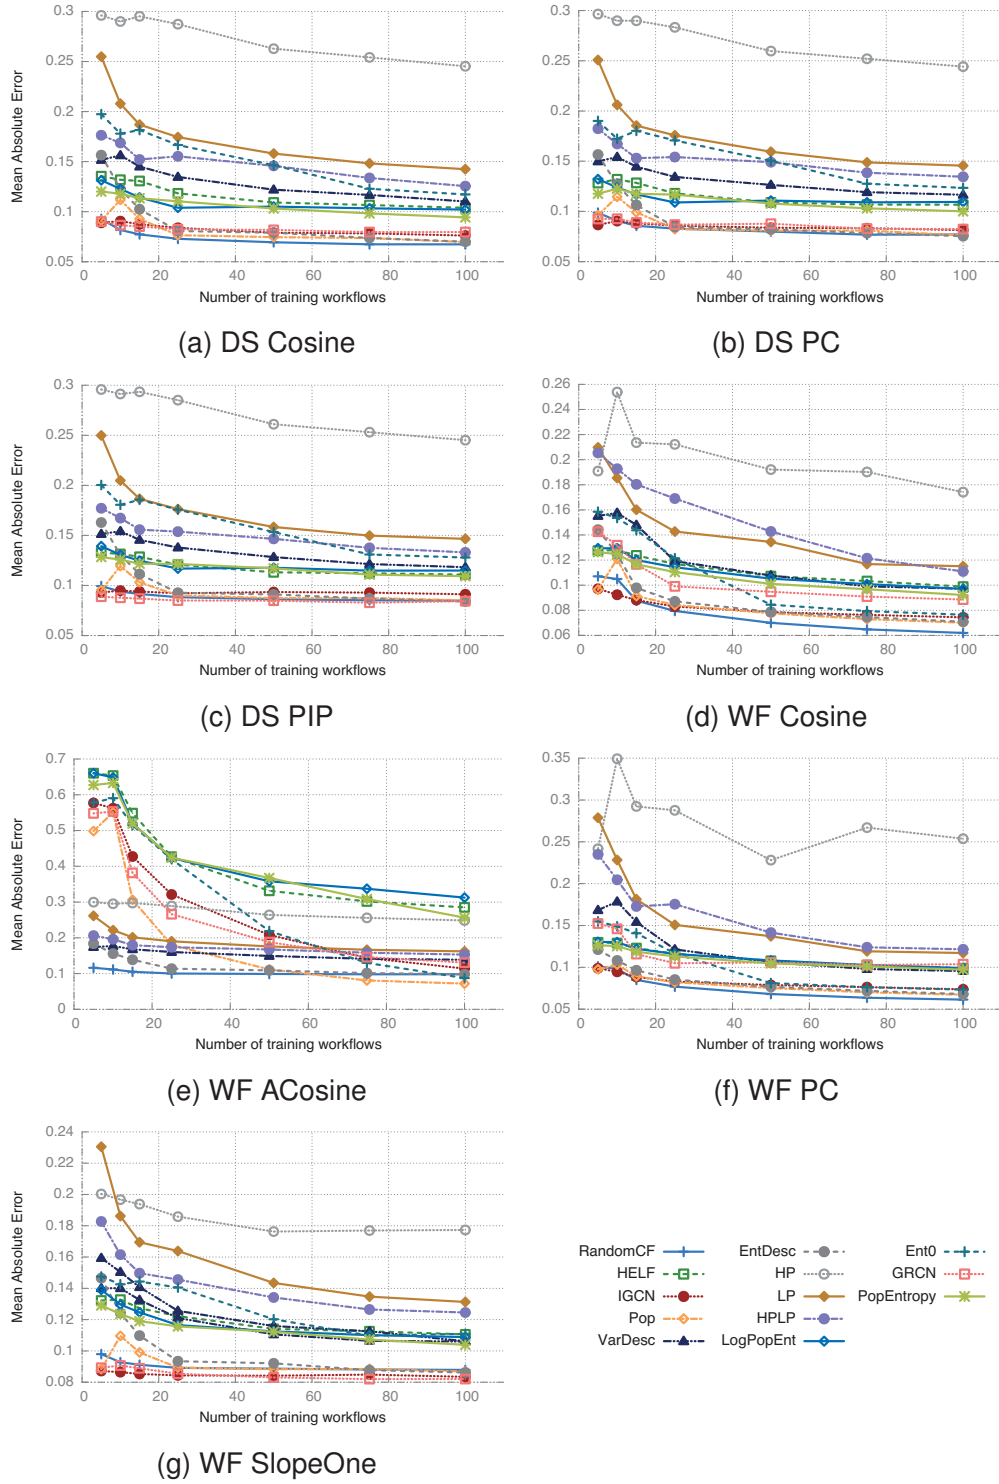 0.3
0.25
0.2
0.15
0.1
0.05
Mean Absolute Error
0 20 40 60 80 100
Number of training workflows
(a) DS Cosine
0.3
0.25
0.2
0.15
0.1
0.05
Mean Absolute Error
0 20 40 60 80 100
Number of training workflows
(b) DS PC
0.3
0.25
0.2
0.15
0.1
0.05
Mean Absolute Error
0 20 40 60 80 100
Number of training workflows
(c) DS PIP
0.26
0.24
0.22
0.2
0.18
0.16
0.14
0.12
0.1
0.08
0.06
Mean Absolute Error
0 20 40 60 80 100
Number of training workflows
(d) WF Cosine
0.7
0.6
0.5
0.4
0.3
0.2
0.1
0
Mean Absolute Error
0 20 40 60 80 100
Number of training workflows
(e) WF ACosine
0.35
0.3
0.25
0.2
0.15
0.1
0.05
Mean Absolute Error
0 20 40 60 80 100
Number of training workflows
(f) WF PC
0.24
0.22
0.2
0.18
0.16
0.14
0.12
0.1
0.08
Mean Absolute Error
0 20 40 60 80 100
Number of training workflows
(g) WF SlopeOne
RandomCF EntDesc Ent0
HELF HP GRCN
IGCN LP PopEntropy
Pop HPLP
VarDesc LogPopEnt